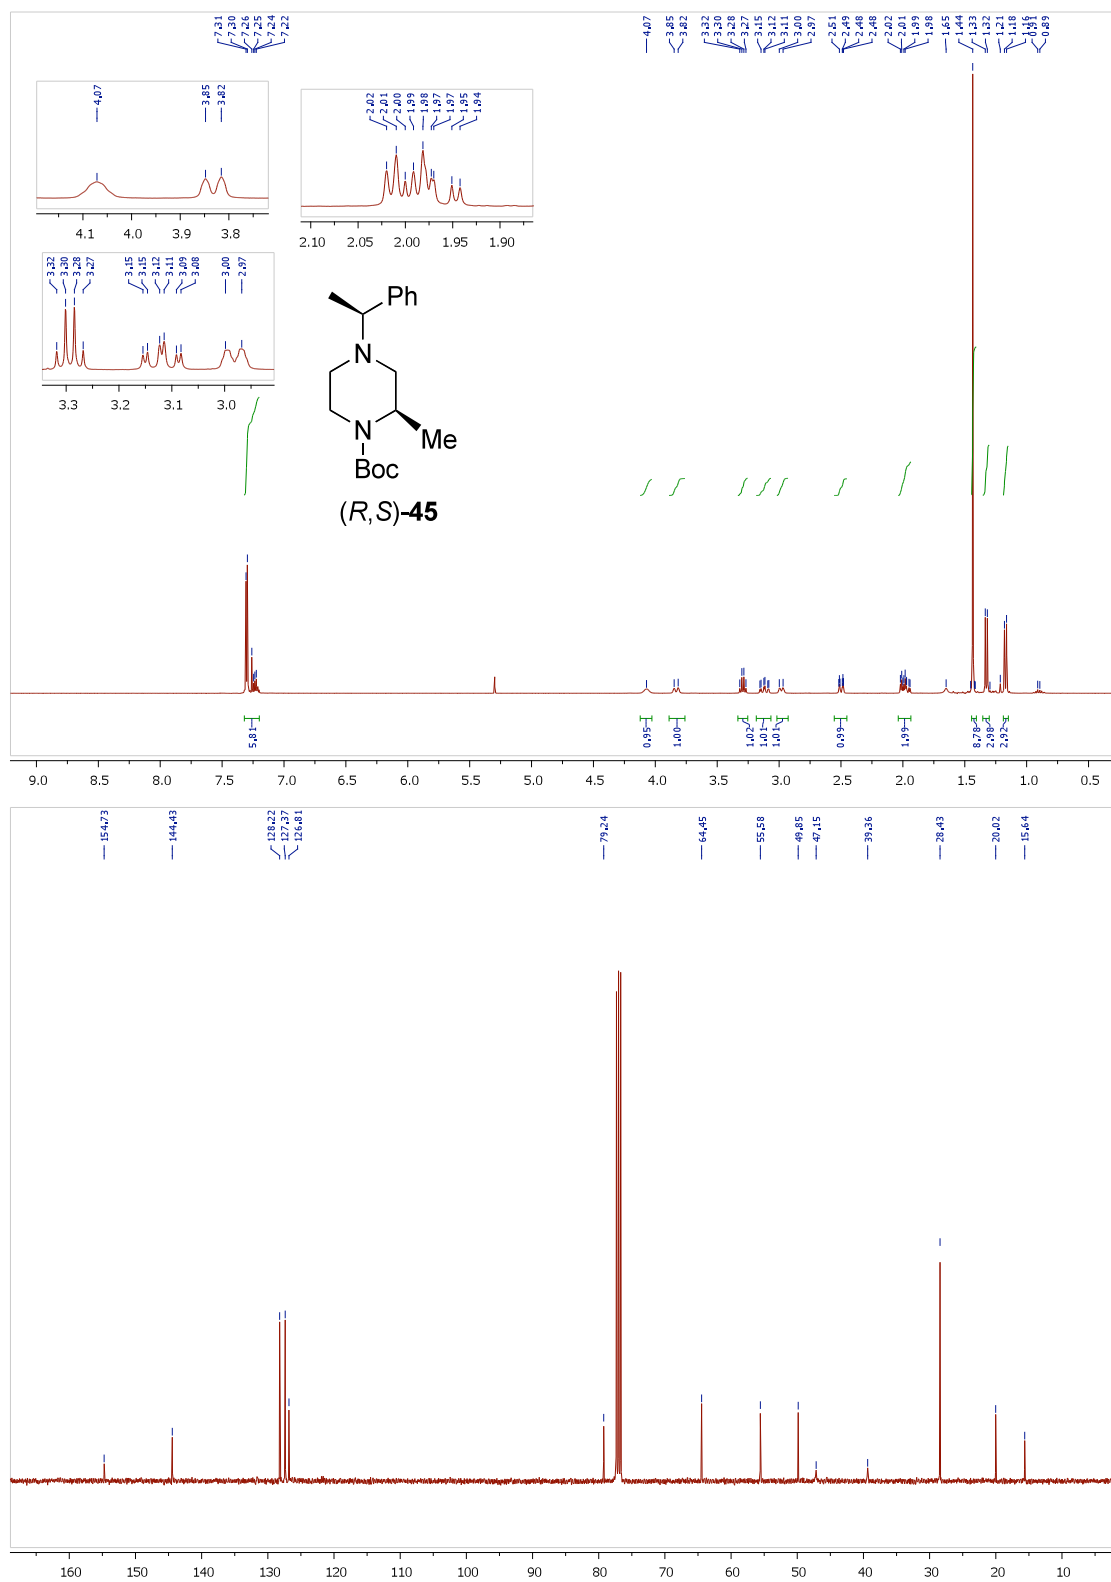 7.31 7.30 7.26 7.25 7.24 7.22 4.07 3.85 3.82 3.32 3.30 3.28 3.27 3.15 3.12 3.11 3.00 2.97 2.51 2.49 2.48 2.48 2.02 2.01 1.99 1.98 1.65 1.44 1.33 1.32 1.21 1.18 1.16 0.91 0.89
4.07 3.85 3.82
4.1 4.0 3.9 3.8
2.02 2.01 2.00 1.99 1.98 1.97 1.97 1.95 1.94
2.10 2.05 2.00 1.95 1.90
3.32 3.30 3.28 3.27 3.15 3.15 3.12 3.11 3.09 3.08 3.00 2.97
3.3 3.2 3.1 3.0
Ph
N
N
Me
Boc
(R,S)-45
5.81 0.95 1.00 1.02 1.01 1.01 0.99 1.99 8.78 2.98 2.92
9.0 8.5 8.0 7.5 7.0 6.5 6.0 5.5 5.0 4.5 4.0 3.5 3.0 2.5 2.0 1.5 1.0 0.5
154.73 144.43 128.22 127.37 126.81 79.24 64.45 55.58 49.85 47.15 39.36 28.43 20.02 15.64
160 150 140 130 120 110 100 90 80 70 60 50 40 30 20 10